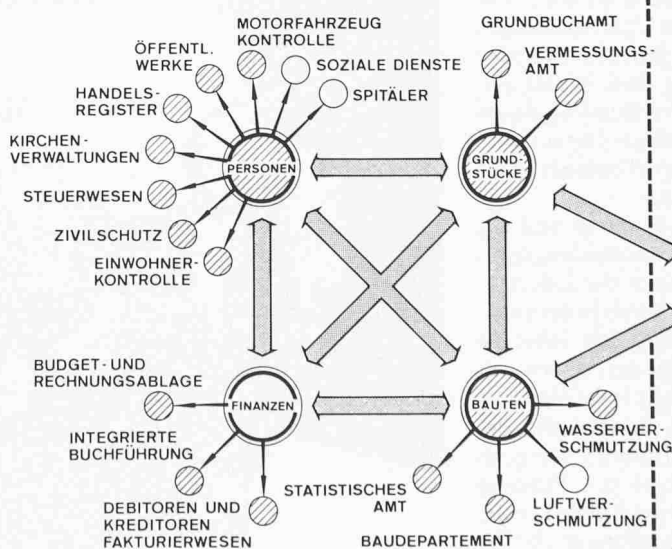 MOTORFAHRZEUG
KONTROLLE
GRUNDBUCHAMT
ÖFFENTL.
WERKE
SOZIALE DIENSTE
VERMESSUNGS-
AMT
HANDELS-
REGISTER
SPITÄLER
KIRCHEN-
VERWALTUNGEN
PERSONEN
GRUND-
STÜCKE
STEUERWESEN
ZIVILSCHUTZ
EINWOHNER-
KONTROLLE
BUDGET- UND
RECHNUNGSABLAGE
FINANZEN
BAUTEN
INTEGRIERTE
BUCHFÜHRUNG
WASSERVER-
SCHMUTZUNG
STATISTISCHES
AMT
LUFTVER-
SCHMUTZUNG
DEBITOREN UND
KREDITOREN
FAKTURIERWESEN
BAUDEPARTEMENT